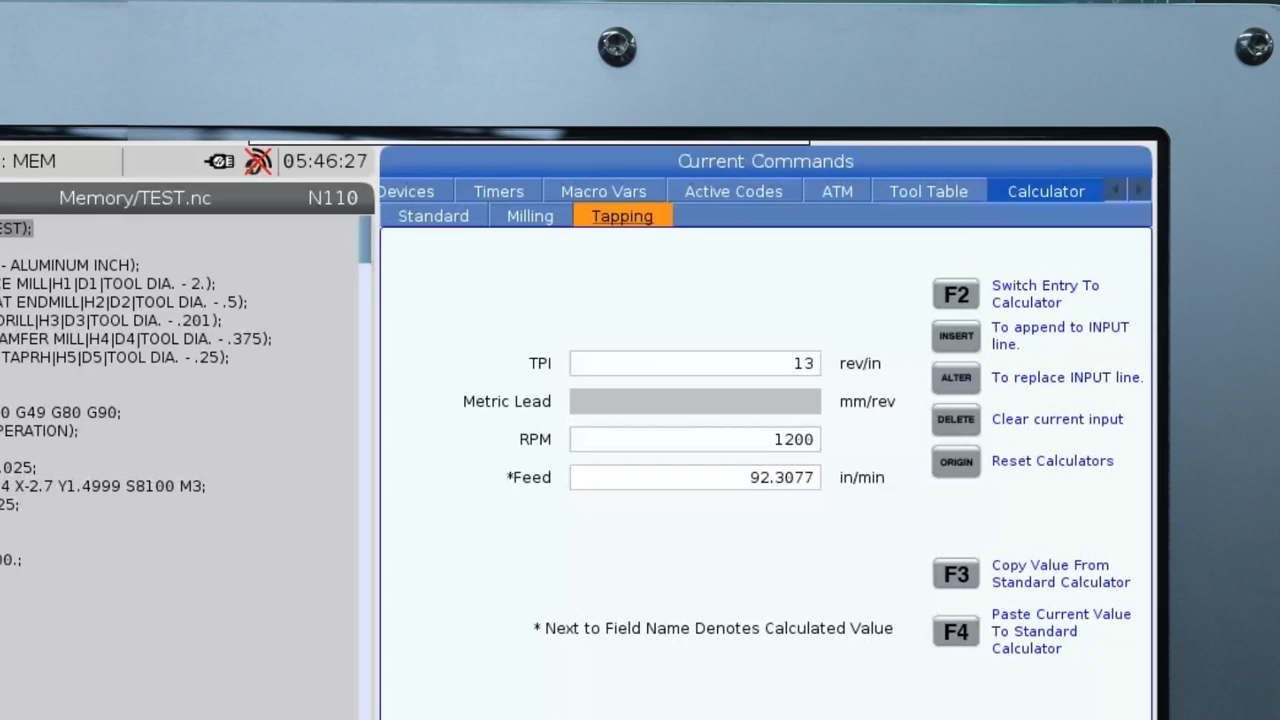 : MEM
05:46:27
Memory/TEST.nc
N110
EST);
- ALUMINUM INCH);
CE MILL|H1|D1|TOOL DIA. - 2.);
AT ENDMILL|H2|D2|TOOL DIA. - .5);
DRILL|H3|D3|TOOL DIA. - .201);
AMFER MILL|H4|D4|TOOL DIA. - .375);
TAPRH|H5|D5|TOOL DIA. - .25);
0 G49 G80 G90;
PERATION);
.025;
4 X-2.7 Y1.4999 S8100 M3;
25;
00.;
Current Commands
Devices
Timers
Macro Vars
Active Codes
ATM
Tool Table
Calculator
Standard
Milling
Tapping
TPI
13
rev/in
Metric Lead
mm/rev
RPM
1200
*Feed
92.3077
in/min
* Next to Field Name Denotes Calculated Value
F2
Switch Entry To
Calculator
INSERT
To append to INPUT
line.
ALTER
To replace INPUT line.
DELETE
Clear current input
ORIGIN
Reset Calculators
F3
Copy Value From
Standard Calculator
F4
Paste Current Value
To Standard
Calculator